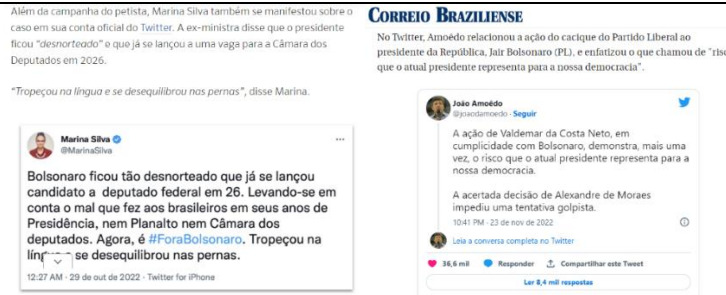 Além da campanha do petista, Marina Silva também se manifestou sobre o
caso em sua conta oficial do Twitter. A ex-ministra disse que o presidente
ficou "desnorteado" e que já se lançou a uma vaga para a Câmara dos
Deputados em 2026.
"Tropeçou na língua e se desequilibrou nas pernas", disse Marina.
Marina Silva
@MarinaSilva
Bolsonaro ficou tão desnorteado que já se lançou
candidato a deputado federal em 26. Levando-se em
conta o mal que fez aos brasileiros em seus anos de
Presidência, nem Planalto nem Câmara dos
deputados. Agora, é #ForaBolsonaro. Tropeçou na
se desequilibrou nas pernas.
12:27 AM · 29 de out de 2022 · Twitter for iPhone
CORREIO BRAZILIENSE
No Twitter, Amoêdo relacionou a ação do cacique do Partido Liberal ao
presidente da República, Jair Bolsonaro (PL), e enfatizou o que chamou de "risc
que o atual presidente representa para a nossa democracia".
João Amoêdo
@joaodamoedo · Seguir
A ação de Valdemar da Costa Neto, em
cumplicidade com Bolsonaro, demonstra, mais uma
vez, o risco que o atual presidente representa para a
nossa democracia.
A acertada decisão de Alexandre de Moraes
impediu uma tentativa golpista.
10:41 PM · 23 de nov de 2022
Leia a conversa completa no Twitter
36,6 mil Responder Compartilhar este Tweet
Ler 8,4 mil respostas